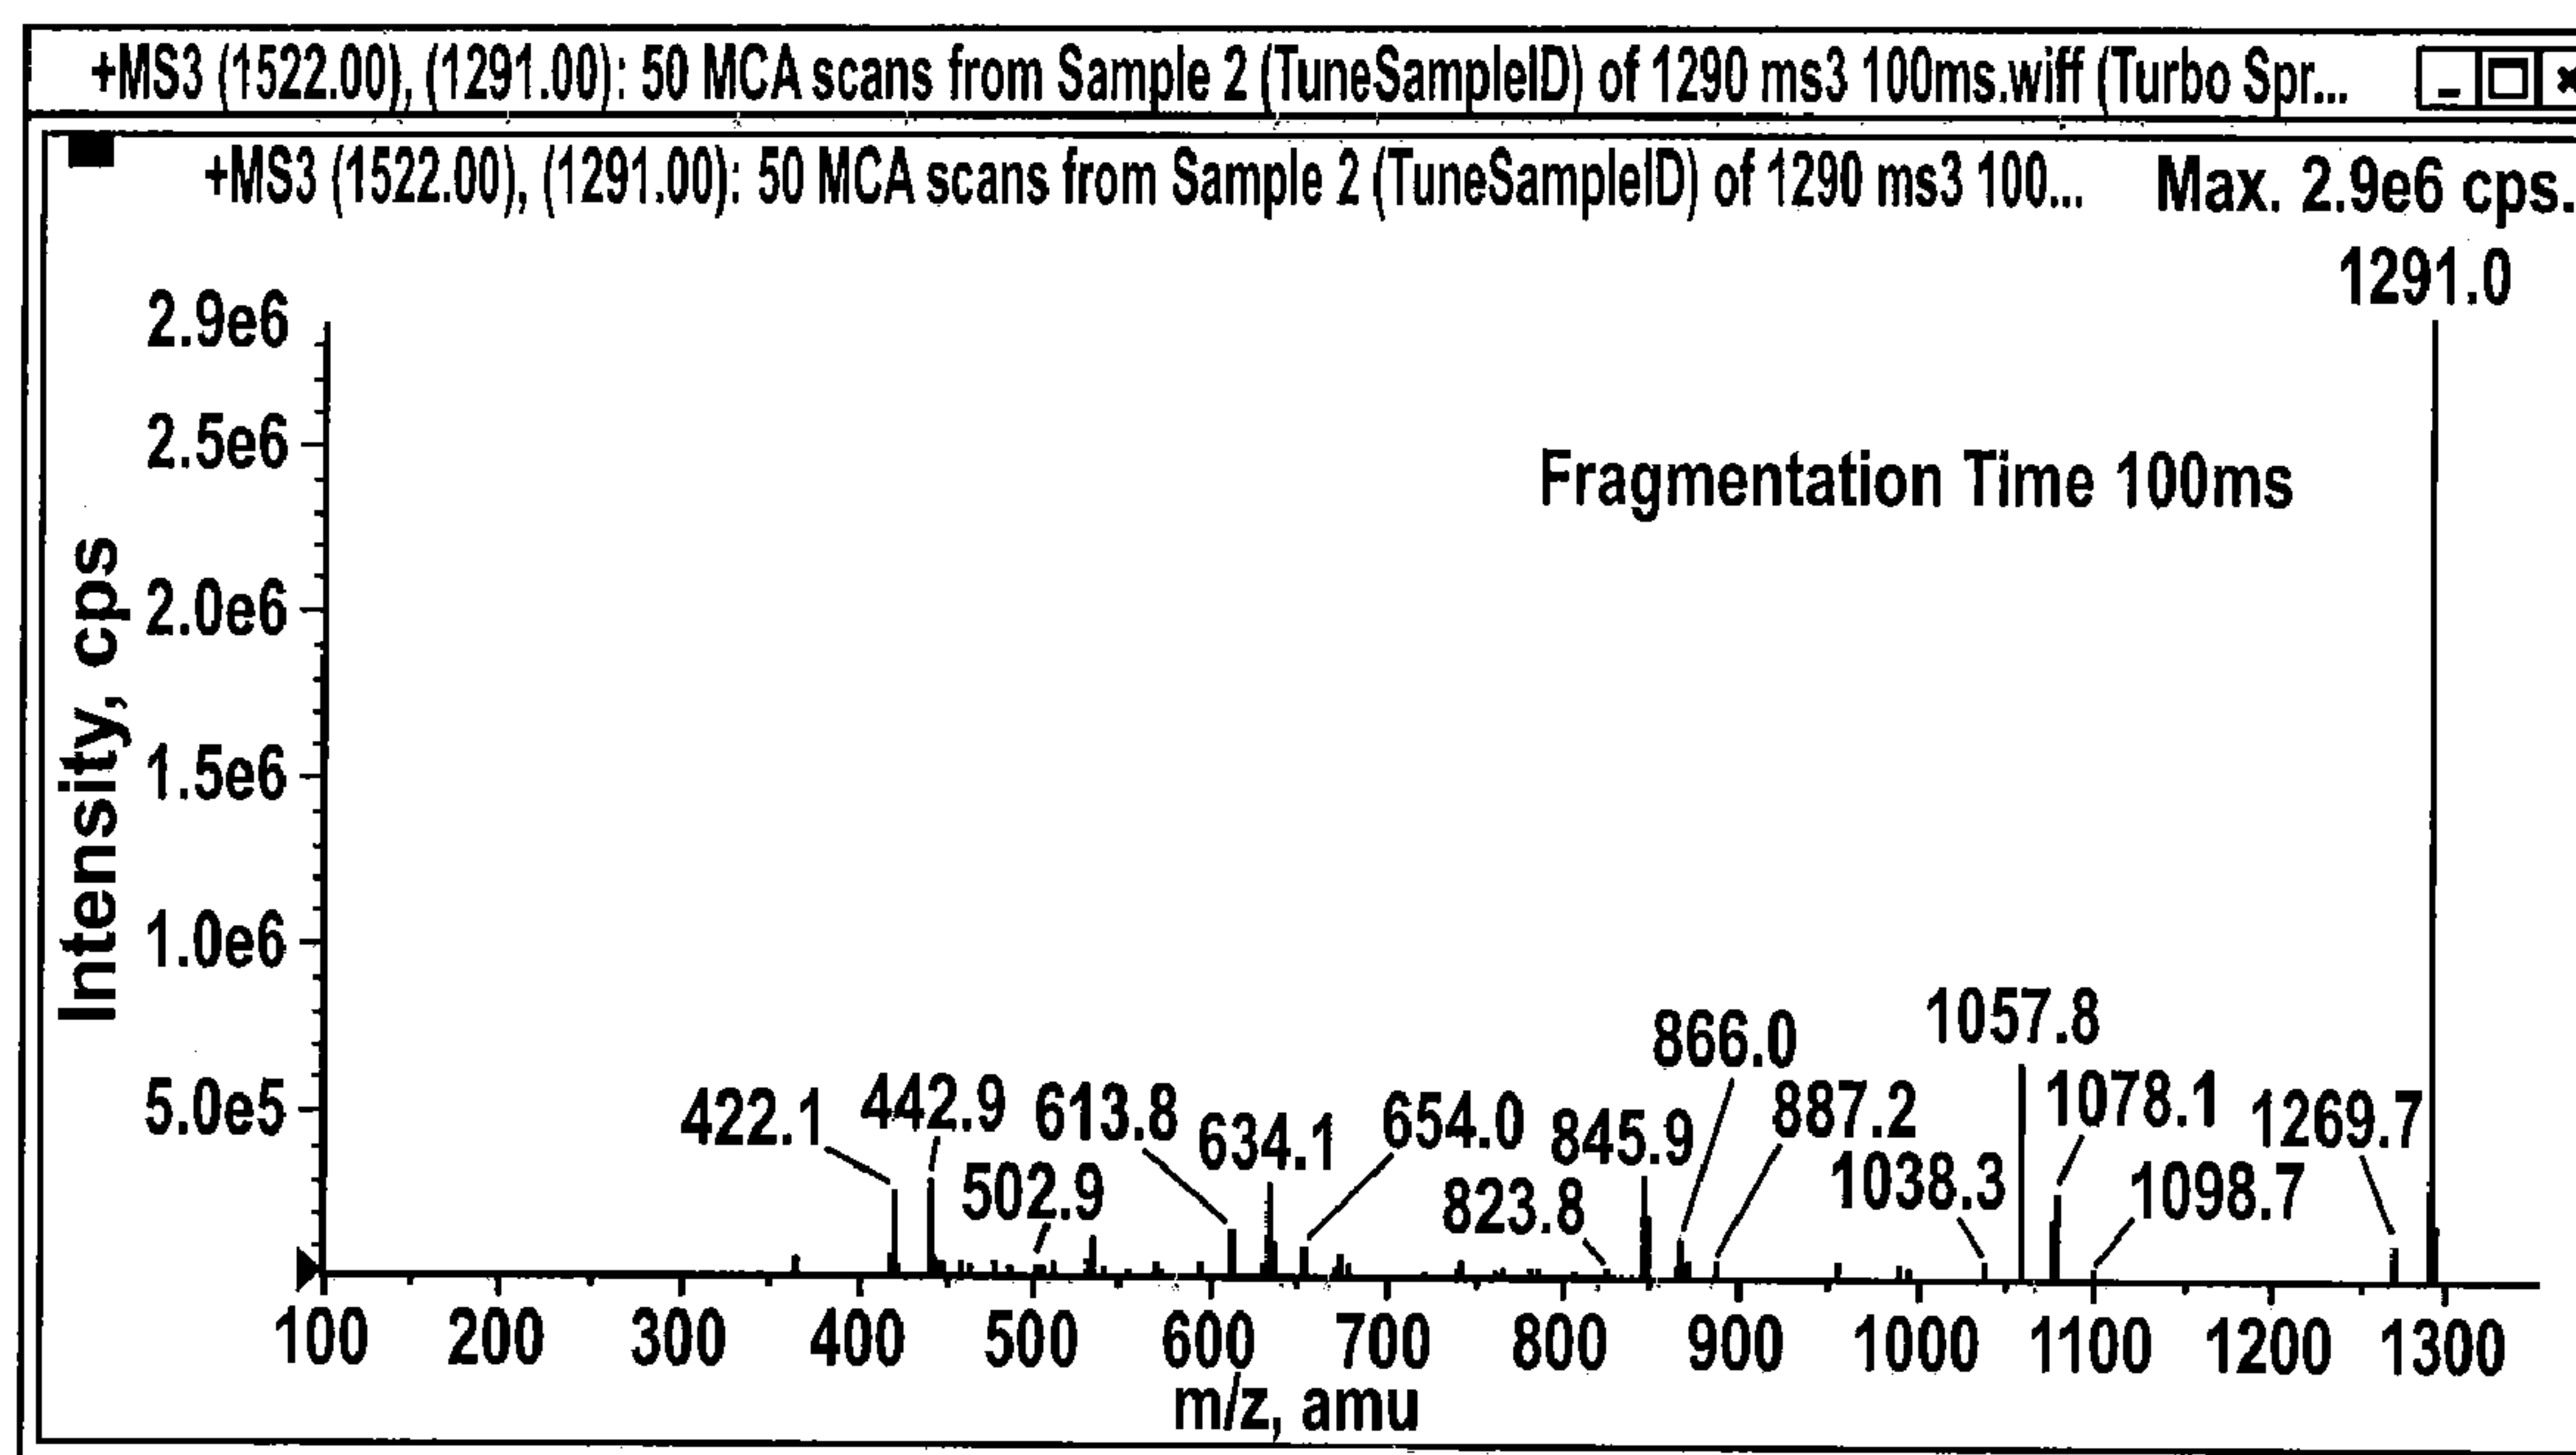 +MS3 (1522.00), (1291.00): 50 MCA scans from Sample 2 (TuneSampleID) of 1290 ms3 100ms.wiff (Turbo Spr...
+MS3 (1522.00), (1291.00): 50 MCA scans from Sample 2 (TuneSampleID) of 1290 ms3 100... Max. 2.9e6 cps.
1291.0
2.9e6
2.5e6
Fragmentation Time 100ms
2.0e6
1.5e6
1.0e6
5.0e5
Intensity, cps
422.1
442.9
502.9
613.8
634.1
654.0
823.8
845.9
866.0
887.2
1038.3
1057.8
1078.1
1098.7
1269.7
100 200 300 400 500 600 700 800 900 1000 1100 1200 1300
m/z, amu